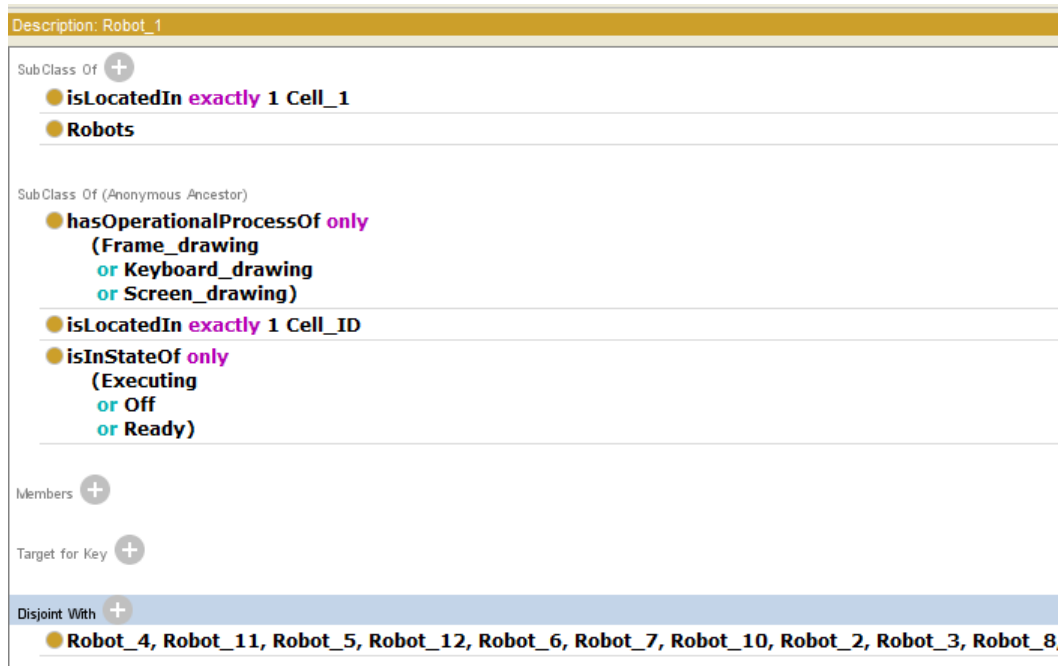 Description: Robot_1
SubClass Of
isLocatedIn exactly 1 Cell_1
Robots
SubClass Of (Anonymous Ancestor)
hasOperationalProcessOf only
(Frame_drawing
or Keyboard_drawing
or Screen_drawing)
isLocatedIn exactly 1 Cell_ID
isInStateOf only
(Executing
or Off
or Ready)
Members
Target for Key
Disjoint With
Robot_4, Robot_11, Robot_5, Robot_12, Robot_6, Robot_7, Robot_10, Robot_2, Robot_3, Robot_8,